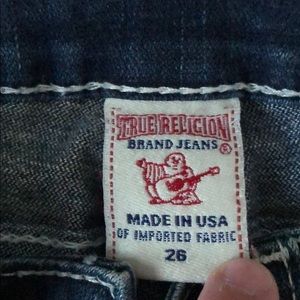 TRUE RELIGION
BRAND JEANS®
MADE IN USA
OF IMPORTED FABRIC
26